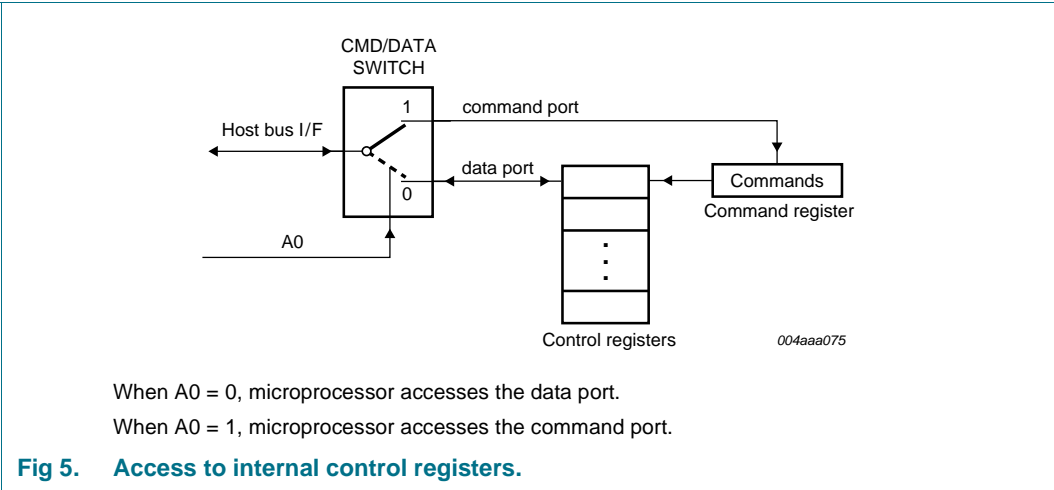 CMD/DATA
SWITCH
1
command port
Host bus I/F
data port
Commands
0
Command register
A0
Control registers
004aaa075
When A0 = 0, microprocessor accesses the data port.
When A0 = 1, microprocessor accesses the command port.
Fig 5. Access to internal control registers.